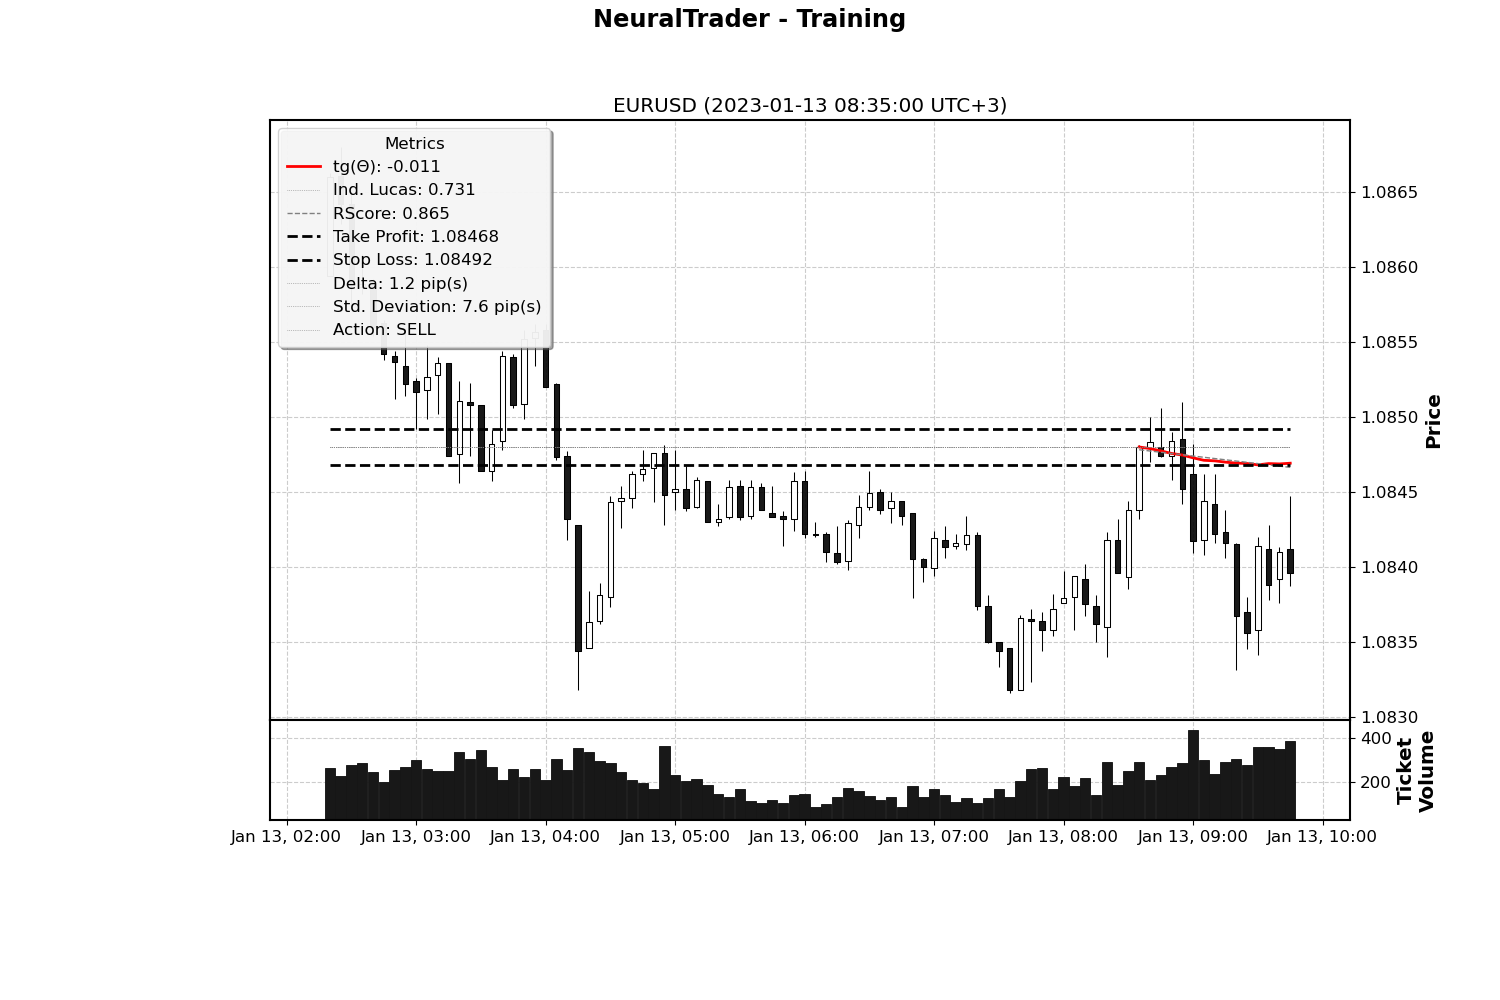 NeuralTrader - Training
EURUSD (2023-01-13 08:35:00 UTC+3)
Metrics
tg(Θ): -0.011
Ind. Lucas: 0.731
RScore: 0.865
Take Profit: 1.08468
Stop Loss: 1.08492
Delta: 1.2 pip(s)
Std. Deviation: 7.6 pip(s)
Action: SELL
1.0865
1.0860
1.0855
1.0850
1.0845
1.0840
1.0835
1.0830
Price
400
200
Ticket
Volume
Jan 13, 02:00
Jan 13, 03:00
Jan 13, 04:00
Jan 13, 05:00
Jan 13, 06:00
Jan 13, 07:00
Jan 13, 08:00
Jan 13, 09:00
Jan 13, 10:00